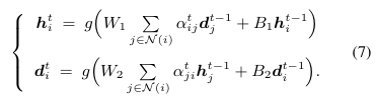 h_i^t = g(W_1 ∑_{j∈N(i)} α_{ij}^t d_j^{t−1} + B_1 h_i^{t−1})
d_i^t = g(W_2 ∑_{j∈N(i)} α_{ji}^t h_j^{t−1} + B_2 d_i^{t−1}).
(7)